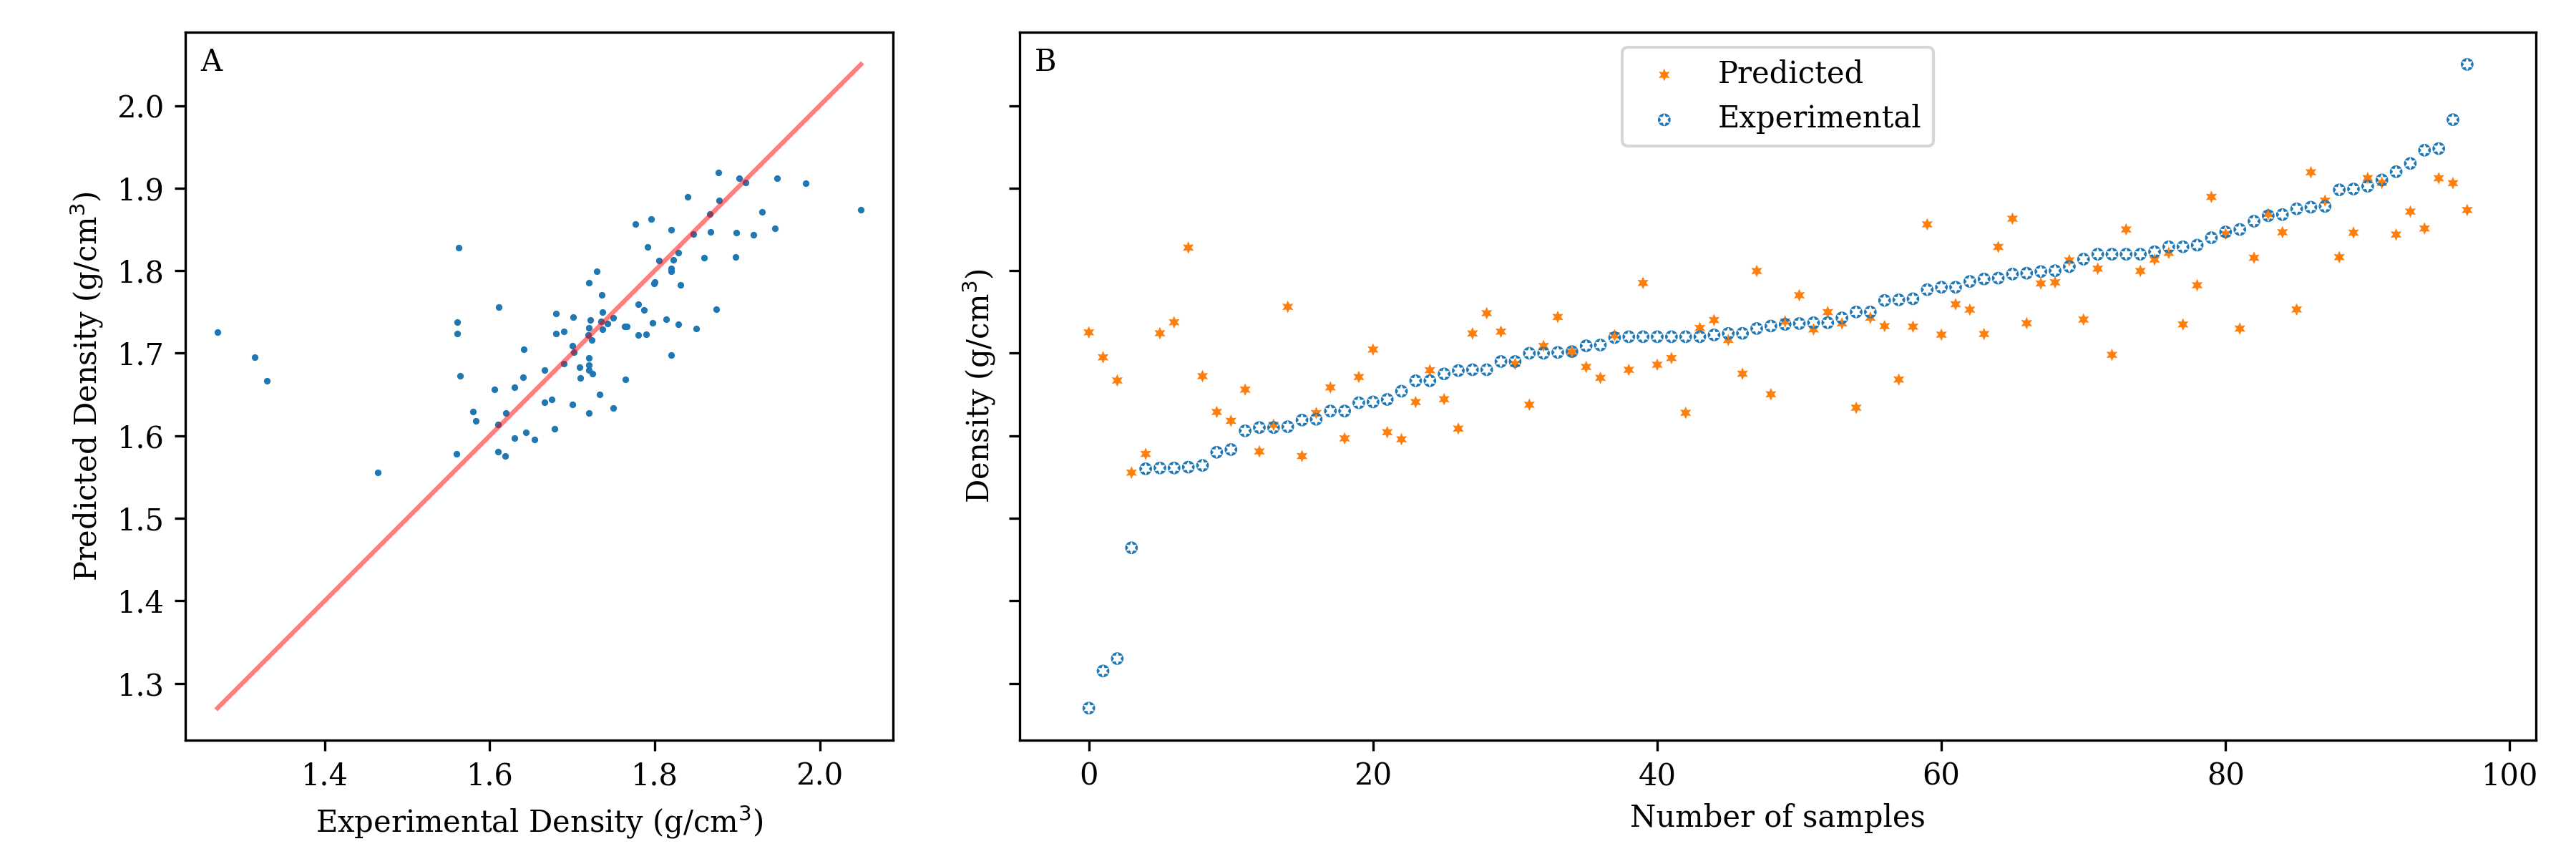 A
2.0
1.9
1.8
1.7
1.6
1.5
1.4
1.3
Predicted Density (g/cm³)
1.4 1.6 1.8 2.0
Experimental Density (g/cm³)
B
Predicted
Experimental
Density (g/cm³)
0 20 40 60 80 100
Number of samples